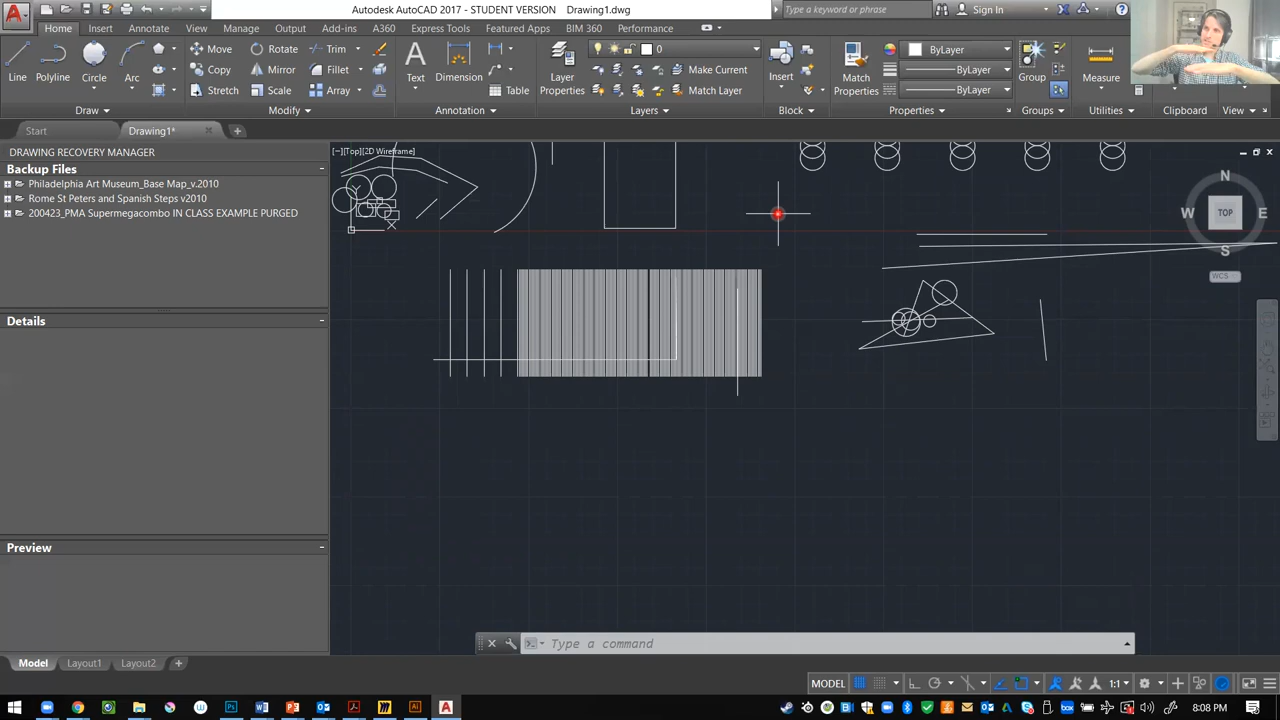 Autodesk AutoCAD 2017 - STUDENT VERSION Drawing1.dwg
Type a keyword or phrase
Sign In
Home Insert Annotate View Manage Output Add-ins A360 Express Tools Featured Apps BIM 360 Performance
Line Polyline Circle Arc
Move Rotate Trim
Copy Mirror Fillet
Stretch Scale Array
Text Dimension Table
Layer Properties
0
Make Current
Match Layer
Insert
Match Properties
ByLayer
ByLayer
ByLayer
Group
Measure
Draw Modify Annotation Layers Block Properties Groups Utilities Clipboard View
Start Drawing1*
DRAWING RECOVERY MANAGER
Backup Files
Philadelphia Art Museum_Base Map_v.2010
Rome St Peters and Spanish Steps v2010
200423_PMA Supermegacombo IN CLASS EXAMPLE PURGED
Details
Preview
[−][Top][2D Wireframe]
N
W TOP E
S
WCS
Y
X
Type a command
Model Layout1 Layout2
MODEL 1:1
8:08 PM